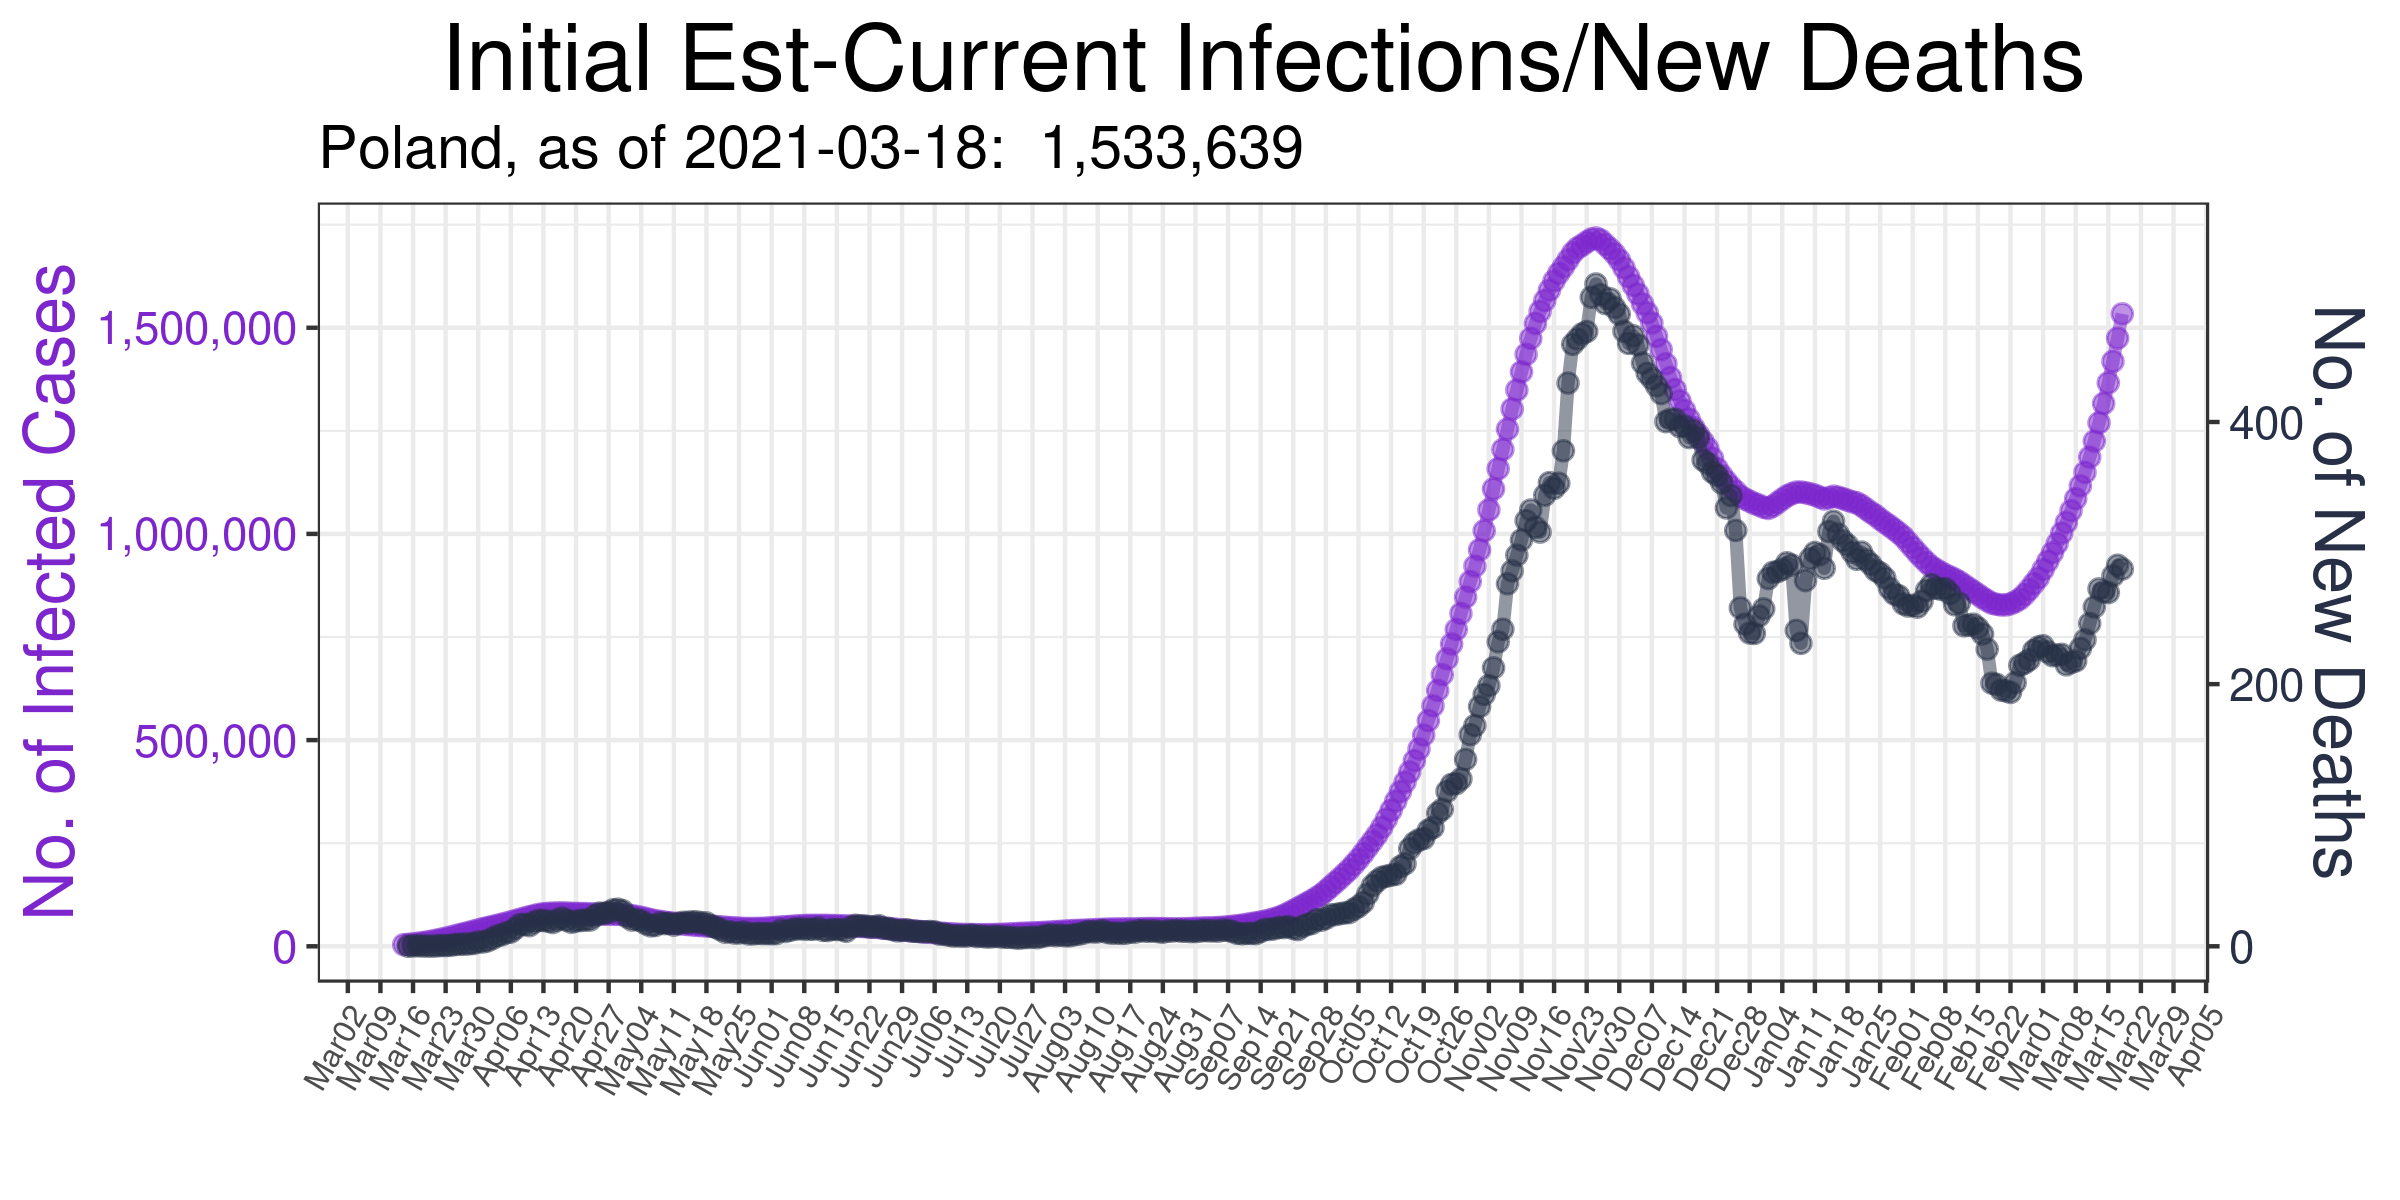 Initial Est-Current Infections/New Deaths
Poland, as of 2021-03-18:  1,533,639
No. of Infected Cases
1,500,000
1,000,000
500,000
0
400
200
0
No. of New Deaths
Mar02
Mar09
Mar16
Mar23
Mar30
Apr06
Apr13
Apr20
Apr27
May04
May11
May18
May25
Jun01
Jun08
Jun15
Jun22
Jun29
Jul06
Jul13
Jul20
Jul27
Aug03
Aug10
Aug17
Aug24
Aug31
Sep07
Sep14
Sep21
Sep28
Oct05
Oct12
Oct19
Oct26
Nov02
Nov09
Nov16
Nov23
Nov30
Dec07
Dec14
Dec21
Dec28
Jan04
Jan11
Jan18
Jan25
Feb01
Feb08
Feb15
Feb22
Mar01
Mar08
Mar15
Mar22
Mar29
Apr05